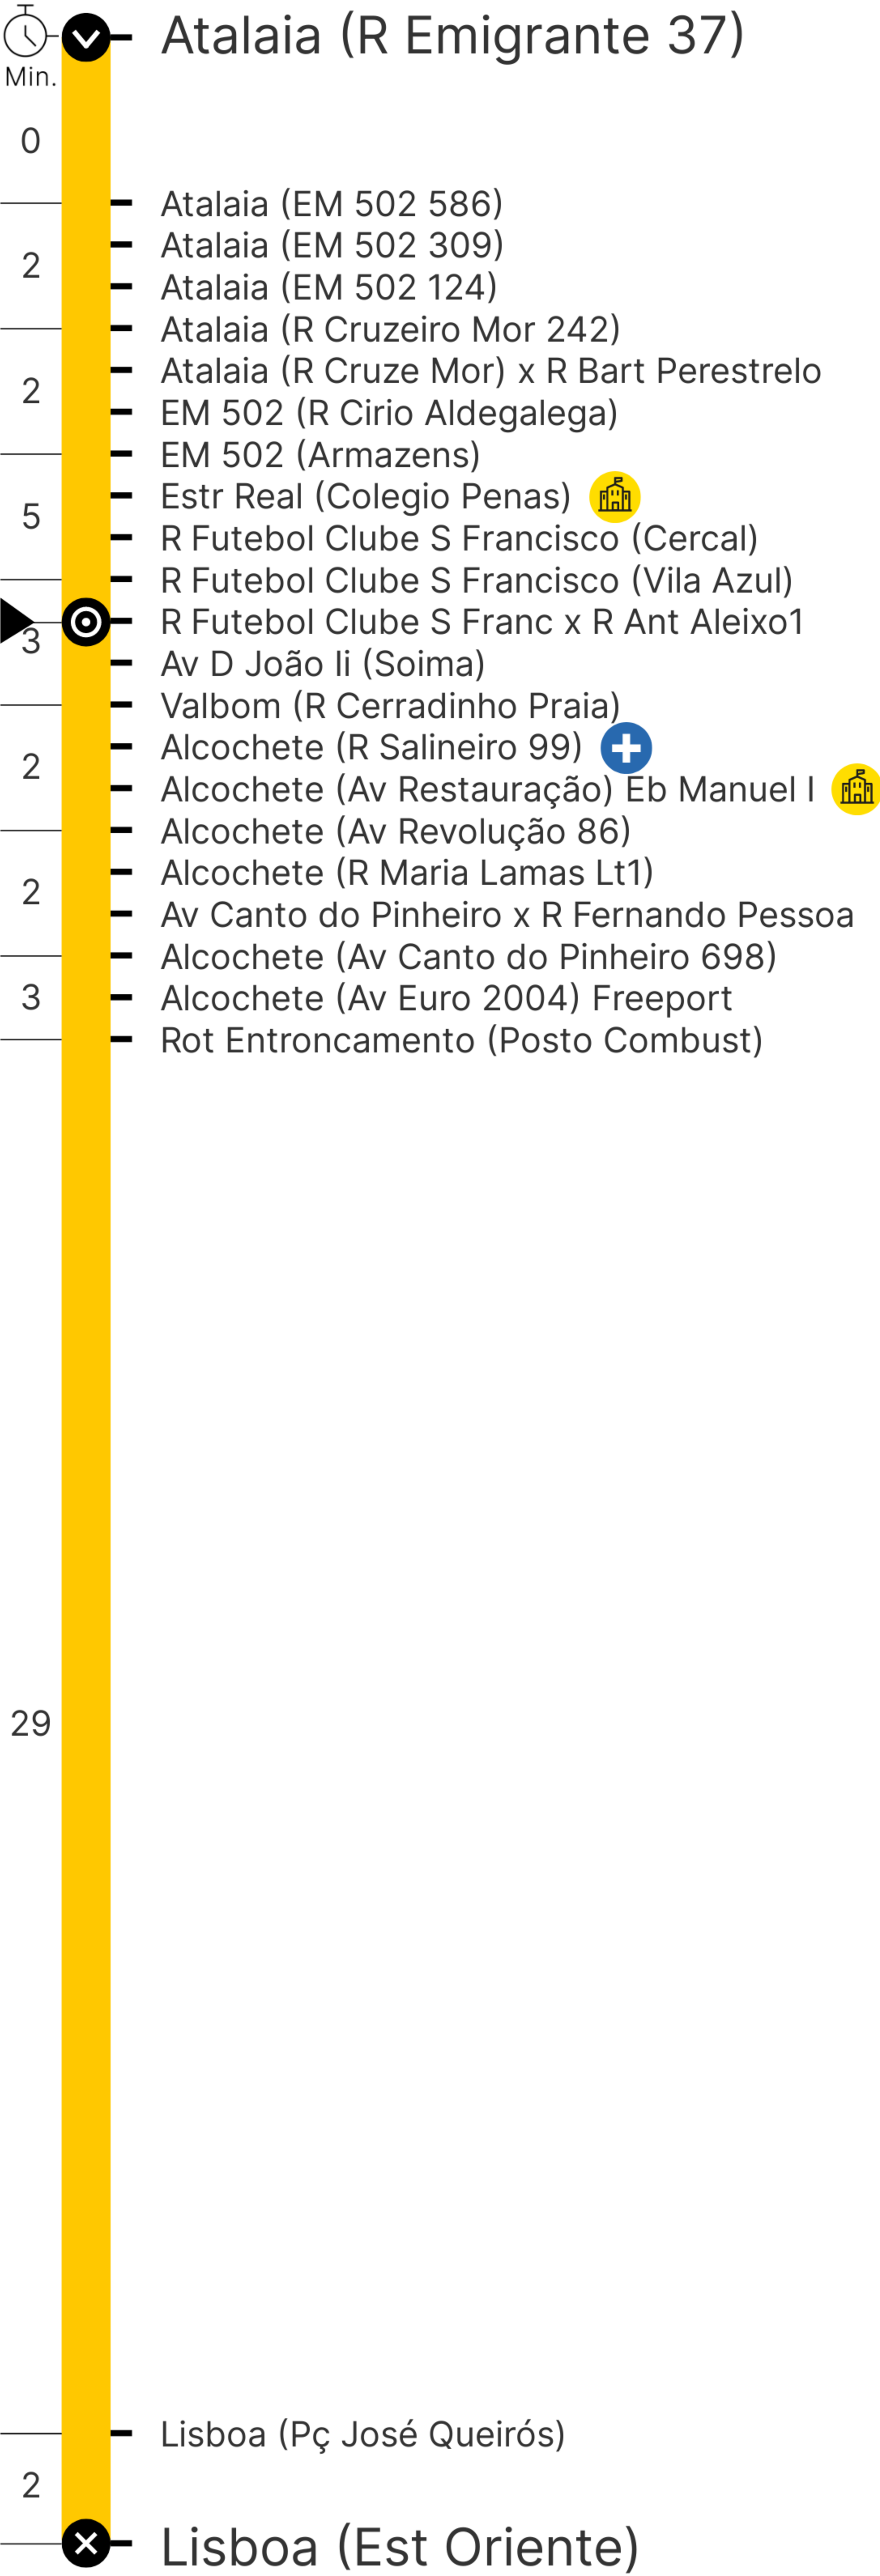 Atalaia (R Emigrante 37)
Min.
0
Atalaia (EM 502 586)
Atalaia (EM 502 309)
2
Atalaia (EM 502 124)
Atalaia (R Cruzeiro Mor 242)
Atalaia (R Cruze Mor) x R Bart Perestrelo
2
EM 502 (R Cirio Aldegalega)
EM 502 (Armazens)
Estr Real (Colegio Penas)
5
R Futebol Clube S Francisco (Cercal)
R Futebol Clube S Francisco (Vila Azul)
R Futebol Clube S Franc x R Ant Aleixo1
3
Av D João Ii (Soima)
Valbom (R Cerradinho Praia)
Alcochete (R Salineiro 99)
2
Alcochete (Av Restauração) Eb Manuel I
Alcochete (Av Revolução 86)
Alcochete (R Maria Lamas Lt1)
2
Av Canto do Pinheiro x R Fernando Pessoa
Alcochete (Av Canto do Pinheiro 698)
3
Alcochete (Av Euro 2004) Freeport
Rot Entroncamento (Posto Combust)
29
Lisboa (Pç José Queirós)
2
Lisboa (Est Oriente)